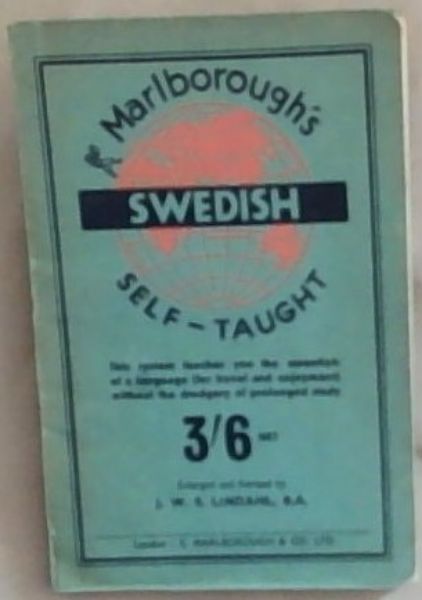 Marlborough's
SWEDISH
SELF-TAUGHT
This system teaches you the essentials
of a language (for travel and enjoyment)
without the drudgery of prolonged study
3/6 NET
Enlarged and Revised by
J. W. E. LINDAHL, B.A.
London : E. MARLBOROUGH & CO. LTD.